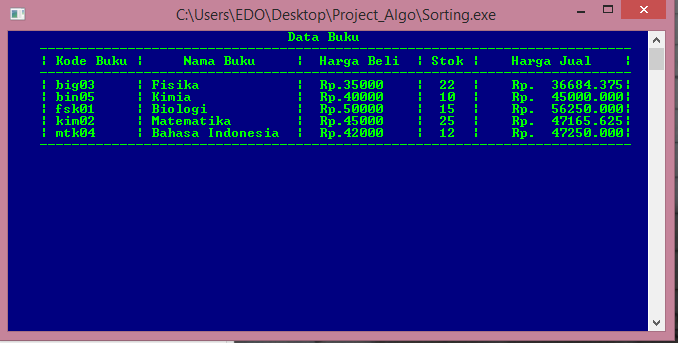 C:\Users\EDO\Desktop\Project_Algo\Sorting.exe
Data Buku
¦ Kode Buku ¦ Nama Buku ¦ Harga Beli ¦ Stok ¦ Harga Jual ¦
¦ big03 ¦ Fisika ¦ Rp.35000 ¦ 22 ¦ Rp. 36684.375¦
¦ bin05 ¦ Kimia ¦ Rp.40000 ¦ 10 ¦ Rp. 45000.000¦
¦ fsk01 ¦ Biologi ¦ Rp.50000 ¦ 15 ¦ Rp. 56250.000¦
¦ kim02 ¦ Matematika ¦ Rp.45000 ¦ 25 ¦ Rp. 47165.625¦
¦ mtk04 ¦ Bahasa Indonesia ¦ Rp.42000 ¦ 12 ¦ Rp. 47250.000¦